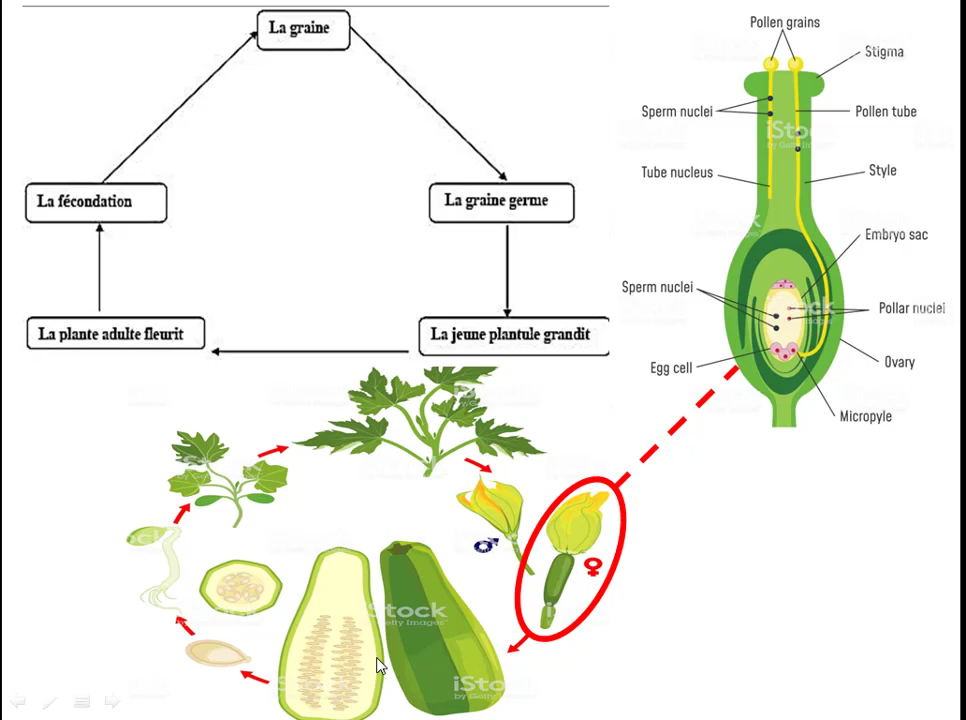 La graine
La fécondation
La graine germe
La plante adulte fleurit
La jeune plantule grandit
Pollen grains
Stigma
Sperm nuclei
Pollen tube
Tube nucleus
Style
Embryo sac
Sperm nuclei
Pollar nuclei
Egg cell
Ovary
Micropyle
iStock
by Getty Images
Stock
Getty Images
iStock
by Getty Images